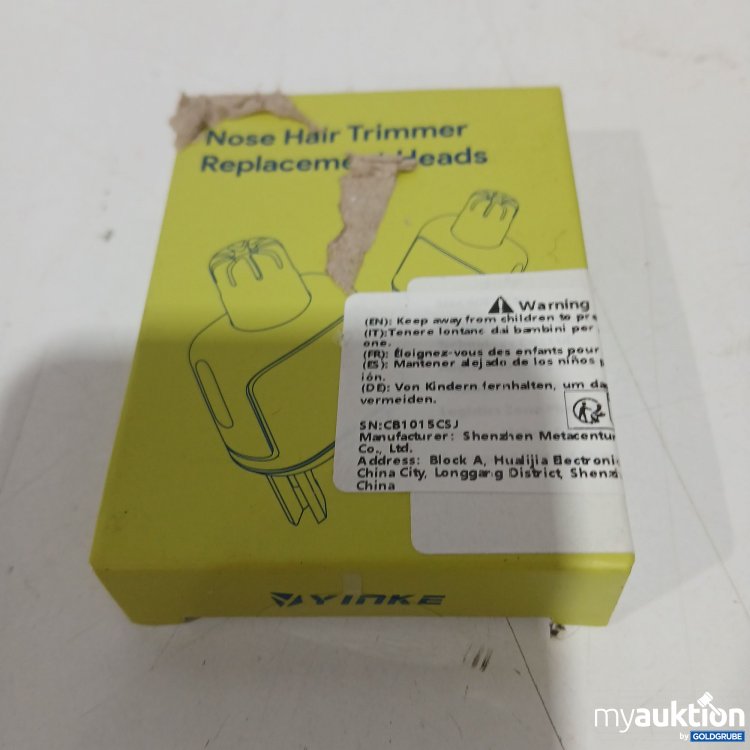 Nose Hair Trimmer
Replacement Heads
Warning
(EN): Keep away from children to pre
(IT):Tenere lontano dai bambini per
one.
(FR): Éloignez-vous des enfants pour
(ES): Mantener alejado de los niños p
ión.
(DE): Von Kindern fernhalten, um da
vermeiden.
SN:CB1015CSJ
Manufacturer: Shenzhen Metacentu
Co., Ltd.
Address: Block A, Hualijia Electroni
China City, Longgang District, Shenz
China
YINKE
myauktion
by GOLDGRUBE